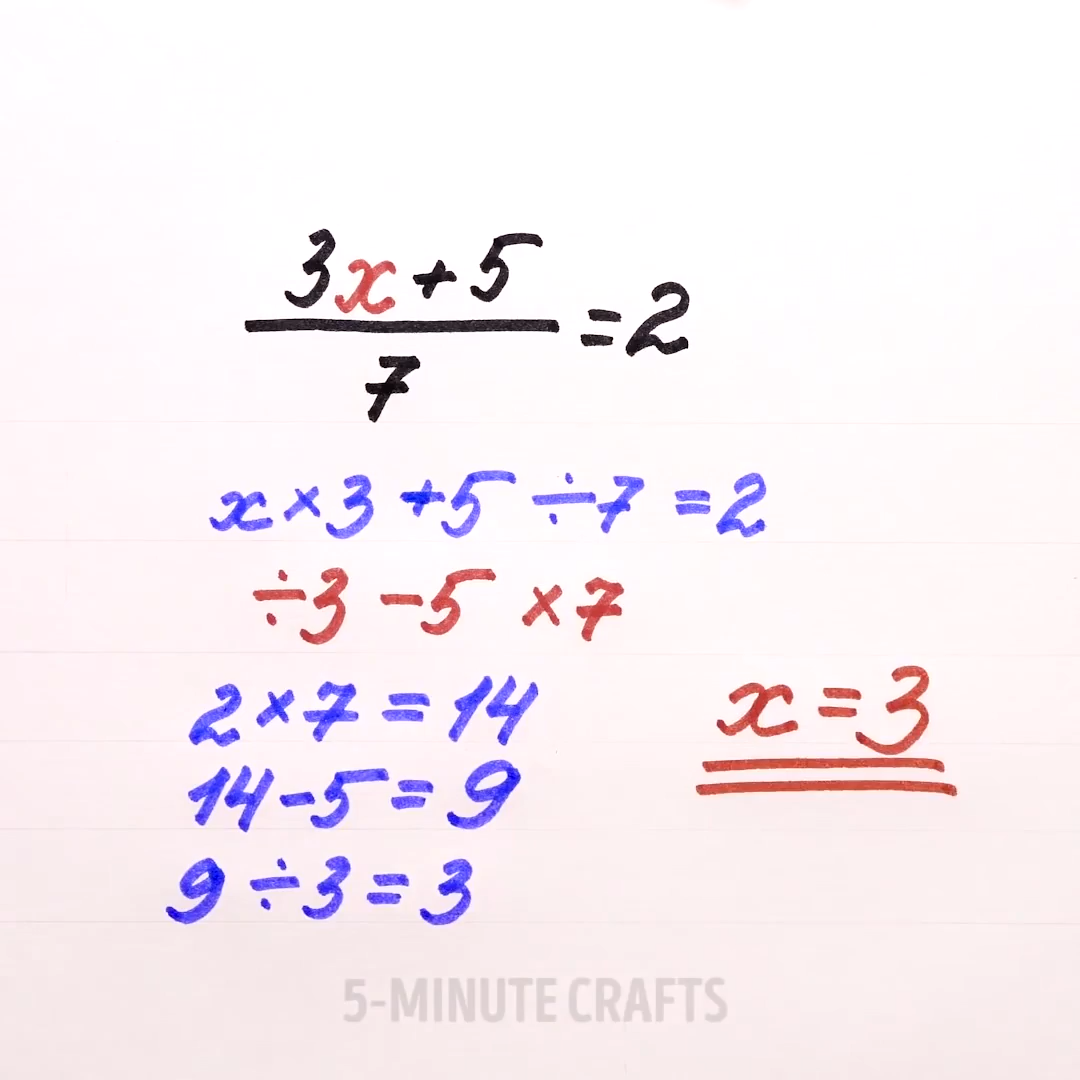 3x+5
7
=2
x×3 +5 ÷7 =2
÷3 -5 ×7
2×7=14
14-5=9
9÷3=3
x=3
5-MINUTE CRAFTS